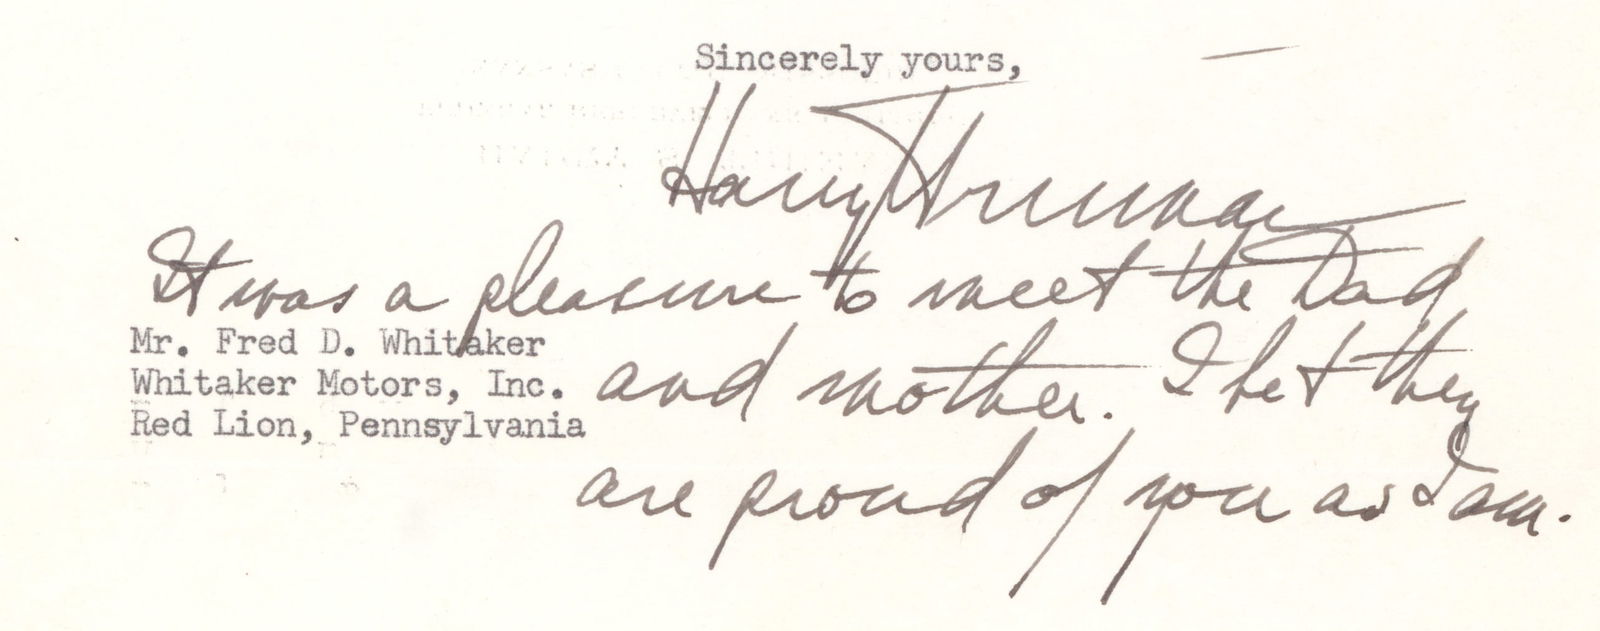 Sincerely yours,
Harry Truman
It was a pleasure to meet the Dad
Mr. Fred D. Whitaker
Whitaker Motors, Inc.
Red Lion, Pennsylvania
and mother. I bet they
are proud of you as I am.